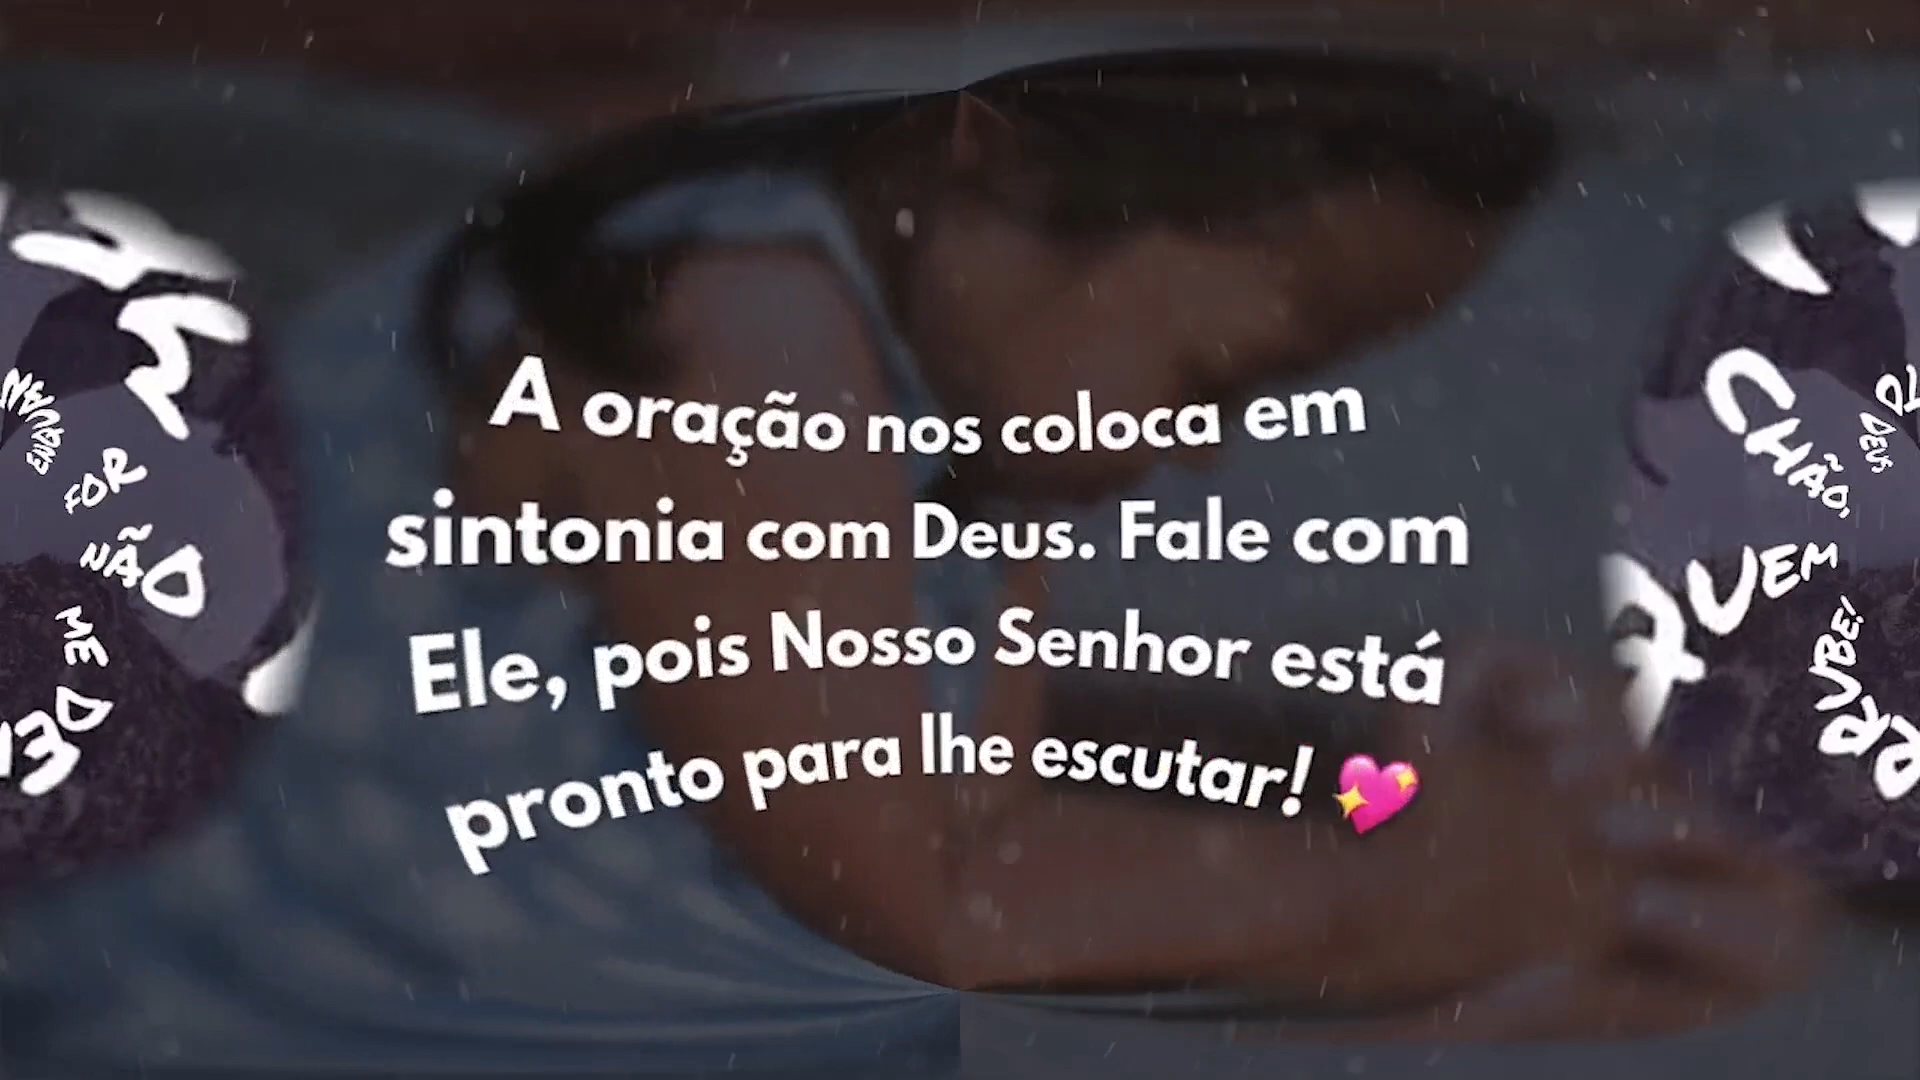 A oração nos coloca em
sintonia com Deus. Fale com
Ele, pois Nosso Senhor está
pronto para lhe escutar! 💖
FOR
NÃO
ME
CHÃO,
DEUS
QUEM